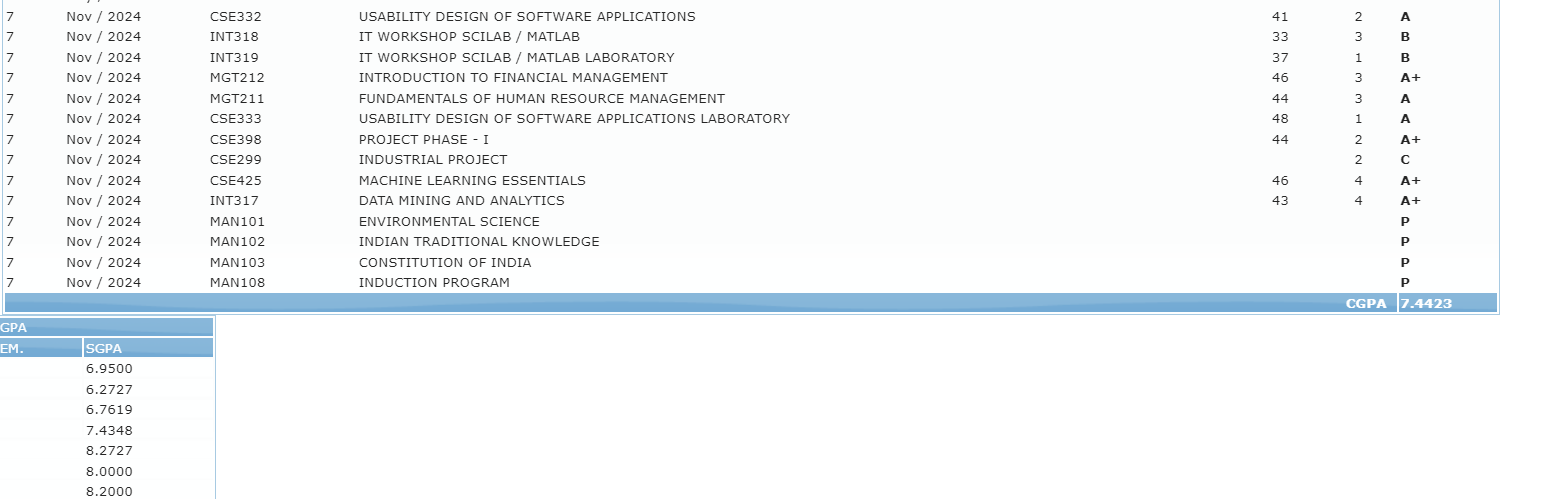 7 Nov / 2024 CSE332 USABILITY DESIGN OF SOFTWARE APPLICATIONS 41 2 A
7 Nov / 2024 INT318 IT WORKSHOP SCILAB / MATLAB 33 3 B
7 Nov / 2024 INT319 IT WORKSHOP SCILAB / MATLAB LABORATORY 37 1 B
7 Nov / 2024 MGT212 INTRODUCTION TO FINANCIAL MANAGEMENT 46 3 A+
7 Nov / 2024 MGT211 FUNDAMENTALS OF HUMAN RESOURCE MANAGEMENT 44 3 A
7 Nov / 2024 CSE333 USABILITY DESIGN OF SOFTWARE APPLICATIONS LABORATORY 48 1 A
7 Nov / 2024 CSE398 PROJECT PHASE - I 44 2 A+
7 Nov / 2024 CSE299 INDUSTRIAL PROJECT 2 C
7 Nov / 2024 CSE425 MACHINE LEARNING ESSENTIALS 46 4 A+
7 Nov / 2024 INT317 DATA MINING AND ANALYTICS 43 4 A+
7 Nov / 2024 MAN101 ENVIRONMENTAL SCIENCE P
7 Nov / 2024 MAN102 INDIAN TRADITIONAL KNOWLEDGE P
7 Nov / 2024 MAN103 CONSTITUTION OF INDIA P
7 Nov / 2024 MAN108 INDUCTION PROGRAM P
CGPA 7.4423
GPA
EM. SGPA
6.9500
6.2727
6.7619
7.4348
8.2727
8.0000
8.2000